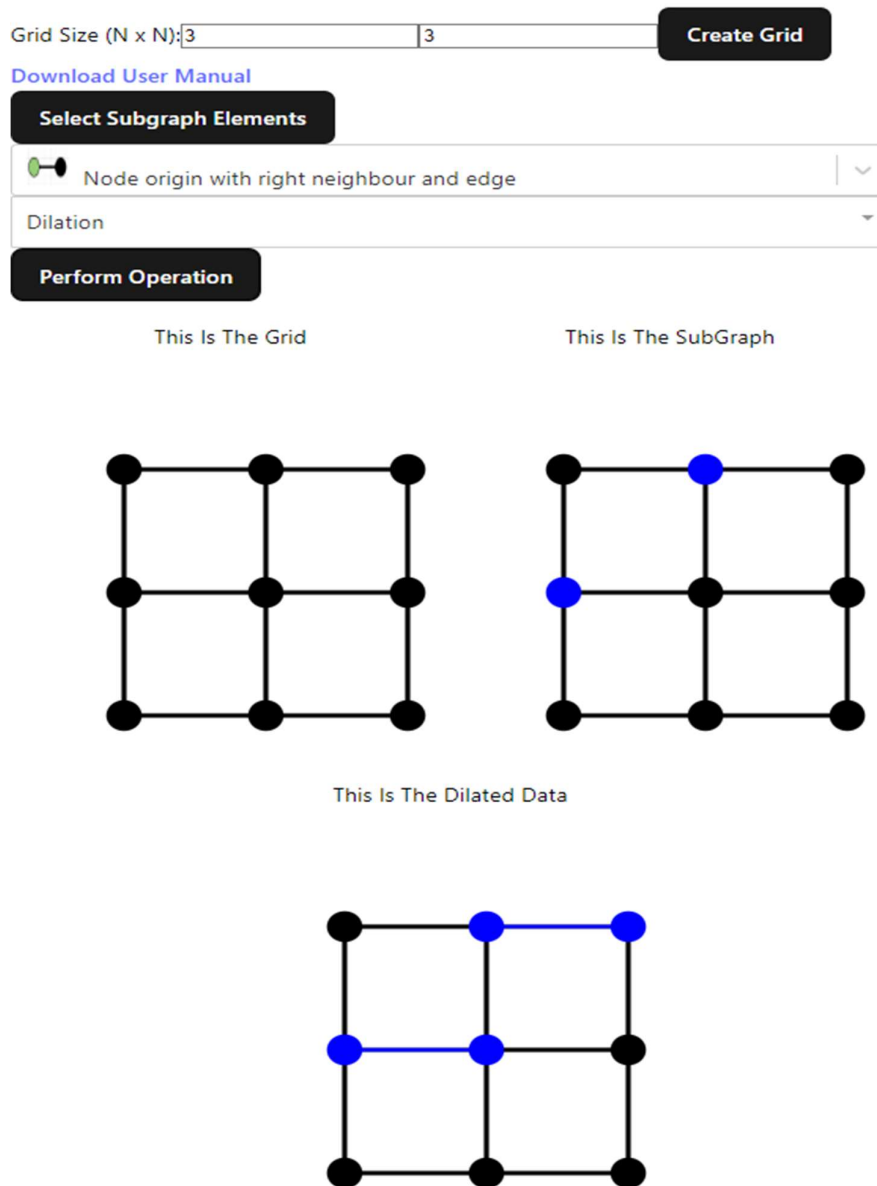 Grid Size (N x N): 3 3 Create Grid
Download User Manual
Select Subgraph Elements
Node origin with right neighbour and edge
Dilation
Perform Operation
This Is The Grid This Is The SubGraph
This Is The Dilated Data